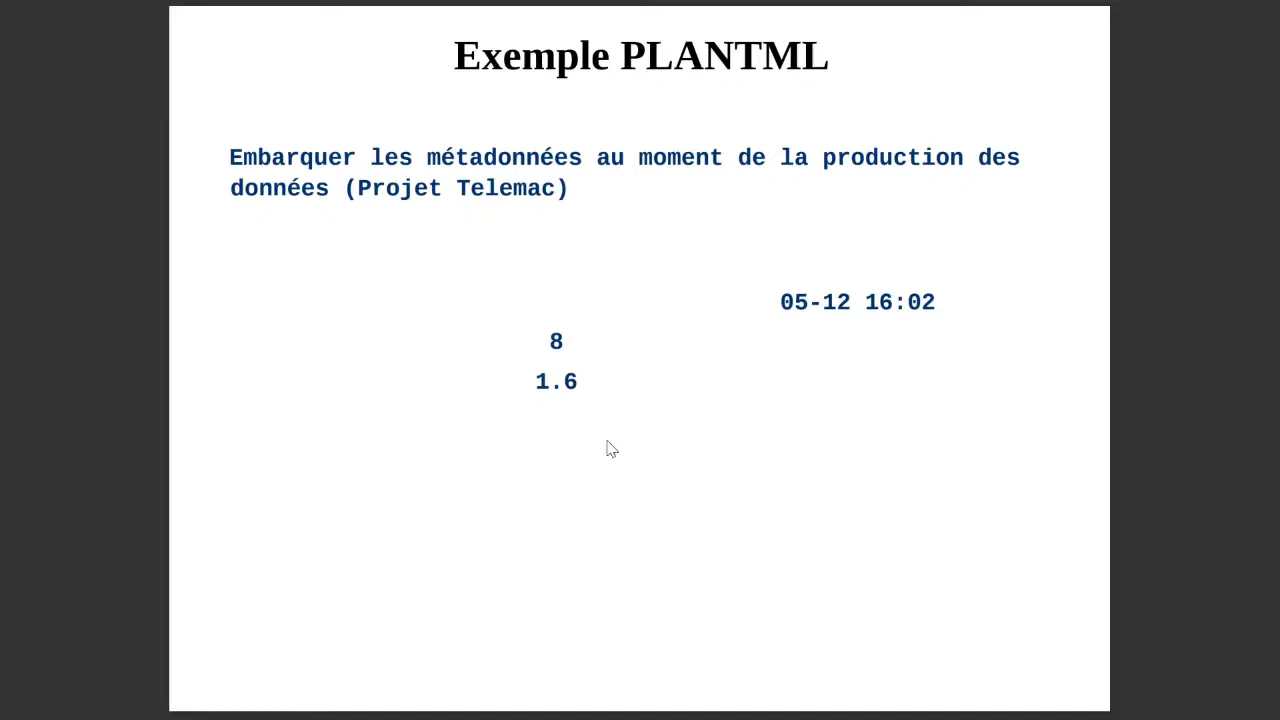 Exemple PLANTML
Embarquer les métadonnées au moment de la production des
données (Projet Telemac)
05-12 16:02
8
1.6